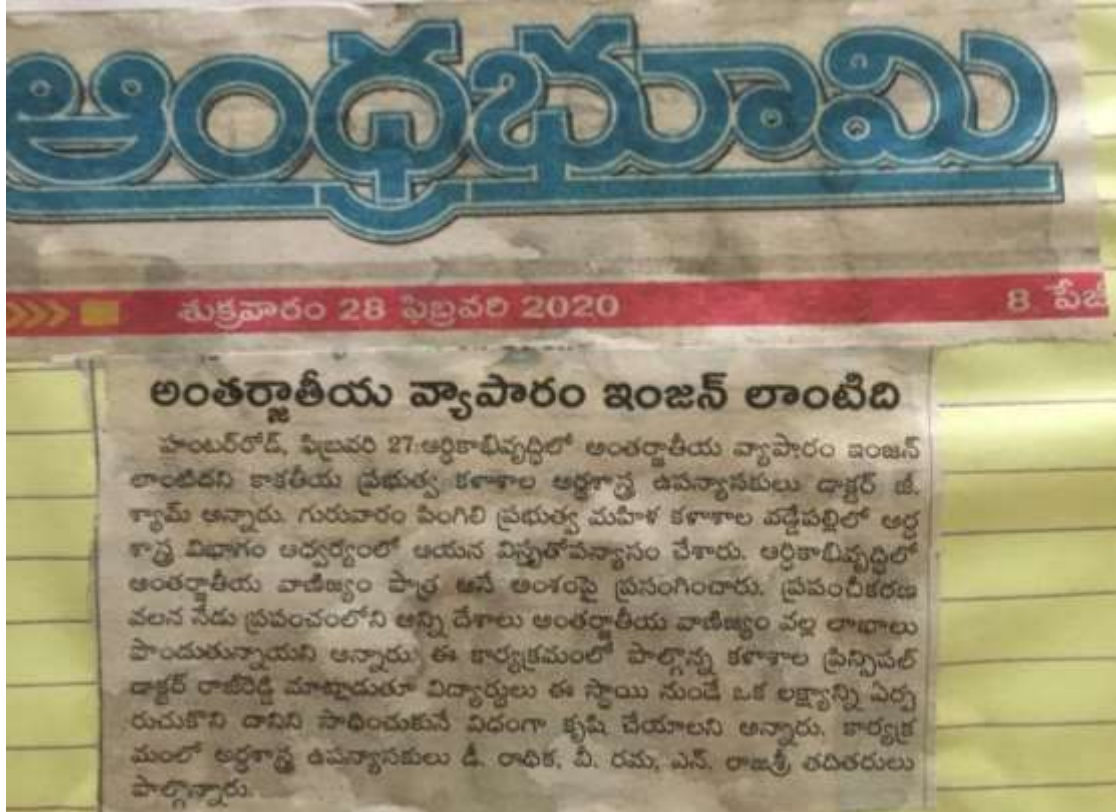 ఆంధ్రభూమి
శుక్రవారం 28 ఫిబ్రవరి 2020 8 పేజీ
అంతర్జాతీయ వ్యాపారం ఇంజన్ లాంటిది
హంటర్‌రోడ్, ఫిబ్రవరి 27:ఆర్థికాభివృద్ధిలో అంతర్జాతీయ వ్యాపారం ఇంజన్
లాంటిదని కాకతీయ ప్రభుత్వ కళాశాల అర్థశాస్త్ర ఉపన్యాసకులు డాక్టర్ జీ.
శ్యామ్ అన్నారు. గురువారం పింగిలి ప్రభుత్వ మహిళ కళాశాల వడ్డేపల్లిలో అర్థ
శాస్త్ర విభాగం ఆధ్వర్యంలో ఆయన విస్తృతోపన్యాసం చేశారు. ఆర్థికాభివృద్ధిలో
అంతర్జాతీయ వాణిజ్యం పాత్ర అనే అంశంపై ప్రసంగించారు. ప్రపంచీకరణ
వలన నేడు ప్రపంచంలోని అన్ని దేశాలు అంతర్జాతీయ వాణిజ్యం వల్ల లాభాలు
పొందుతున్నాయని అన్నారు. ఈ కార్యక్రమంలో పాల్గొన్న కళాశాల ప్రిన్సిపల్
డాక్టర్ రాజిరెడ్డి మాట్లాడుతూ విద్యార్థులు ఈ స్థాయి నుండే ఒక లక్ష్యాన్ని ఏర్ప
రుచుకొని దానిని సాధించుకునే విధంగా కృషి చేయాలని అన్నారు. కార్యక్ర
మంలో అర్థశాస్త్ర ఉపన్యాసకులు డీ. రాధిక, వీ. రమ, ఎన్. రాజశ్రీ తదితరులు
పాల్గొన్నారు.